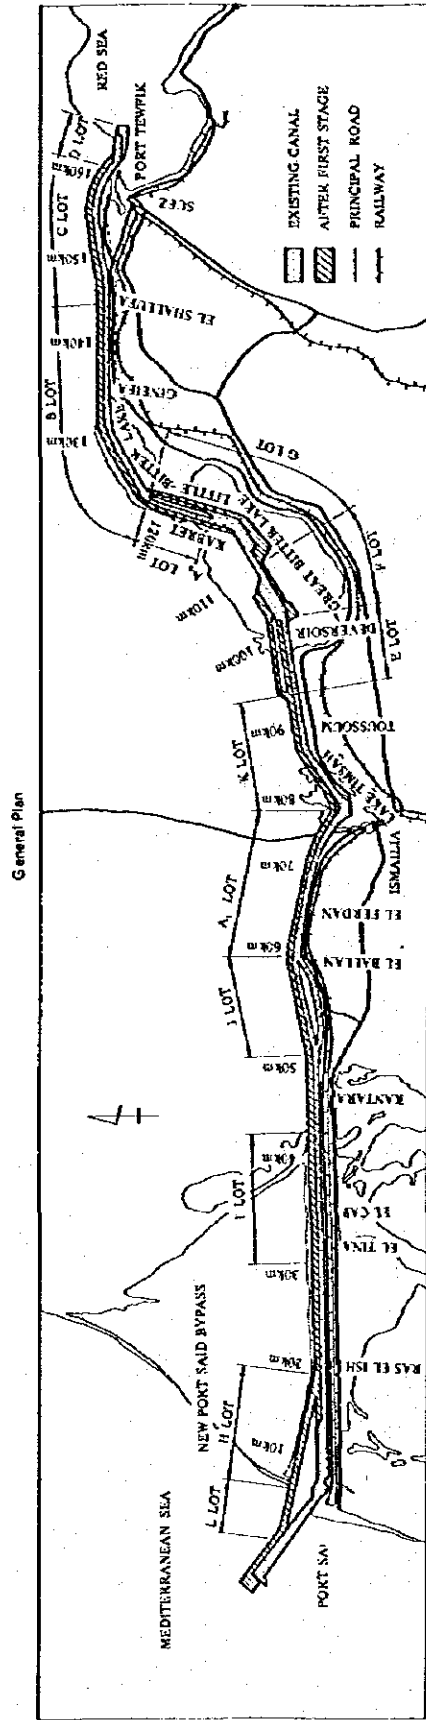 General Plan
MEDITERRANEAN SEA
NEW PORT SAID BYPASS
RED SEA
L LOT
H LOT
I LOT
J LOT
A₁ LOT
K LOT
E LOT
F LOT
G LOT
B LOT
C LOT
D LOT
10km
20km
30km
40km
50km
60km
70km
80km
90km
100km
110km
120km
130km
140km
150km
160km
PORT SAI
RAS EL ISH
EL TINA
EL CAP
KANTARA
EL BALLAH
EL FERDAN
ISMAILIA
LAKE TIMSAH
TOUSSOUM
DEVERSOIR
GREAT BITTER LAKE
LITTLE BITTER LAKE
KABRET
GENEIFA
EL SHALLUFA
SUEZ
PORT TEWFIK
EXISTING CANAL
AFTER FIRST STAGE
PRINCIPAL ROAD
RAILWAY